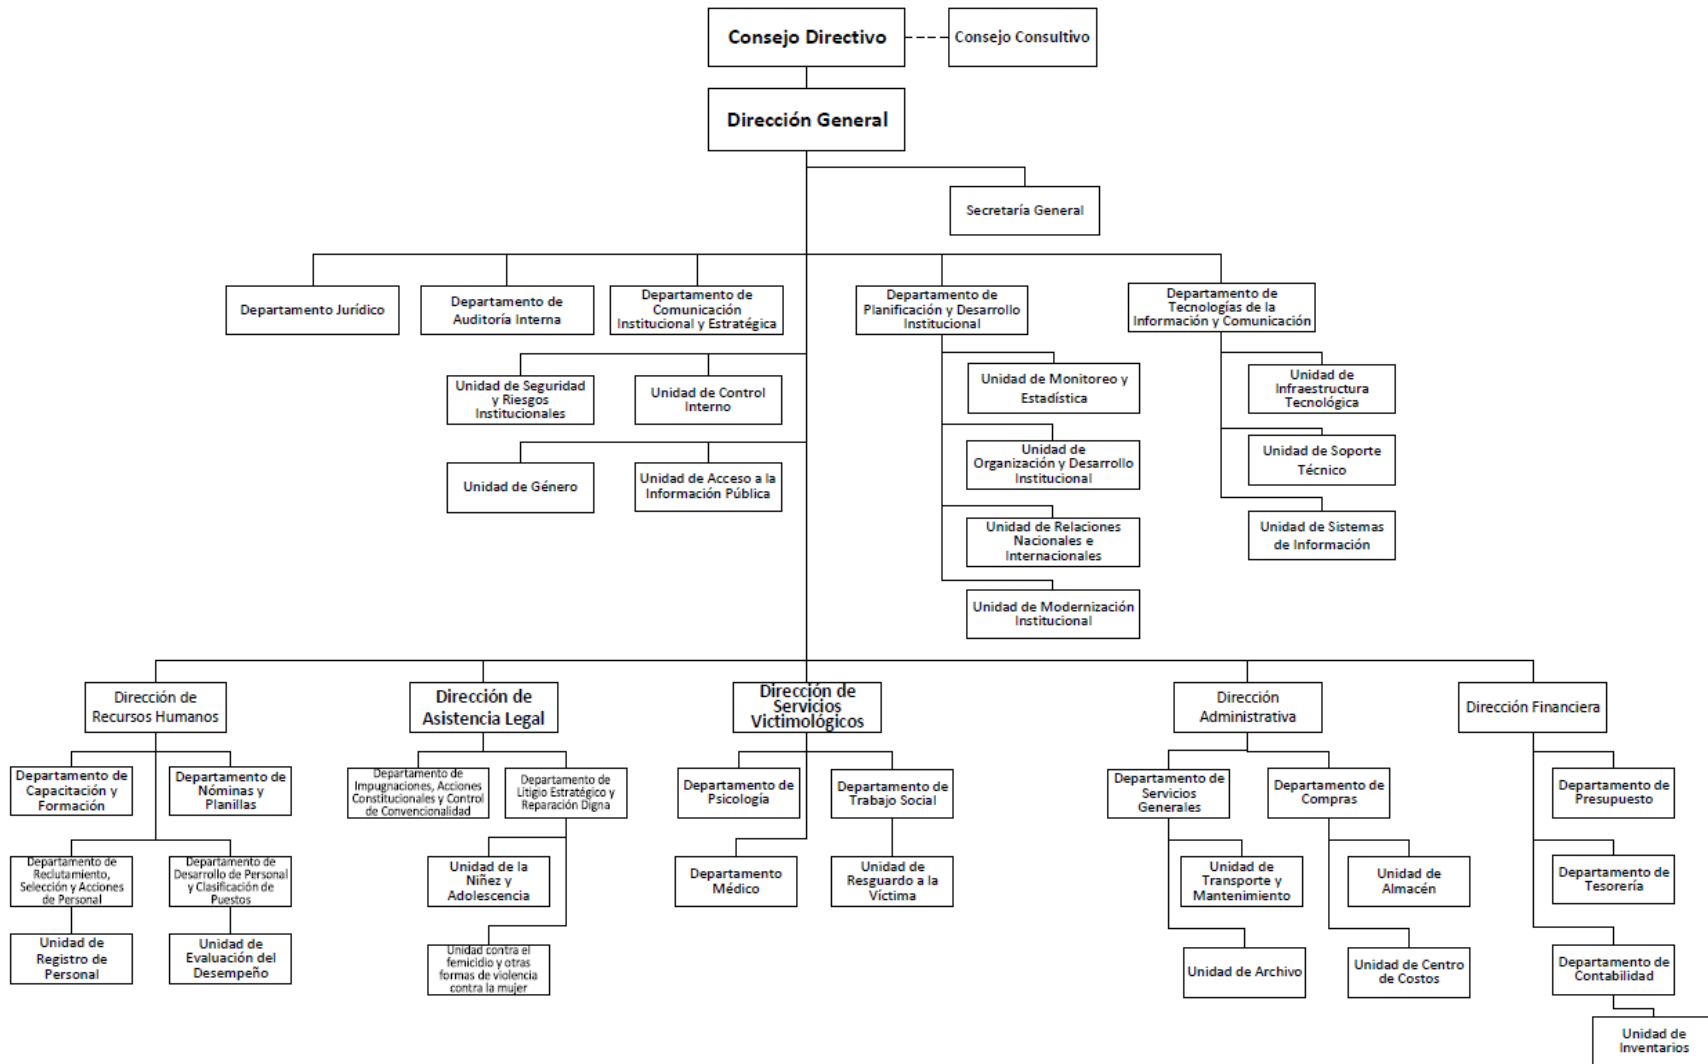 Consejo Directivo
Consejo Consultivo
Dirección General
Secretaría General
Departamento Jurídico
Departamento de
Auditoría Interna
Departamento de
Comunicación
Institucional y Estratégica
Departamento de
Planificación y Desarrollo
Institucional
Departamento de
Tecnologías de la
Información y Comunicación
Unidad de Seguridad
y Riesgos
Institucionales
Unidad de Control
Interno
Unidad de Monitoreo y
Estadística
Unidad de
Infraestructura
Tecnológica
Unidad de Género
Unidad de Acceso a la
Información Pública
Unidad de
Organización y Desarrollo
Institucional
Unidad de Soporte
Técnico
Unidad de Relaciones
Nacionales e
Internacionales
Unidad de Sistemas
de Información
Unidad de Modernización
Institucional
Dirección de
Recursos Humanos
Dirección de
Asistencia Legal
Dirección de
Servicios
Victimológicos
Dirección
Administrativa
Dirección Financiera
Departamento de
Capacitación y
Formación
Departamento de
Nóminas y
Planillas
Departamento de
Impugnaciones, Acciones
Constitucionales y Control
de Convencionalidad
Departamento de
Litigio Estratégico y
Reparación Digna
Departamento de
Psicología
Departamento de
Trabajo Social
Departamento de
Servicios
Generales
Departamento de
Compras
Departamento de
Presupuesto
Departamento de
Reclutamiento,
Selección y Acciones
de Personal
Departamento de
Desarrollo de Personal
y Clasificación de
Puestos
Unidad de la
Niñez y
Adolescencia
Departamento
Médico
Unidad de
Resguardo a la
Víctima
Unidad de
Transporte y
Mantenimiento
Unidad de
Almacén
Departamento de
Tesorería
Unidad de
Registro de
Personal
Unidad de
Evaluación del
Desempeño
Unidad contra el
femicidio y otras
formas de violencia
contra la mujer
Unidad de Archivo
Unidad de Centro
de Costos
Departamento de
Contabilidad
Unidad de
Inventarios